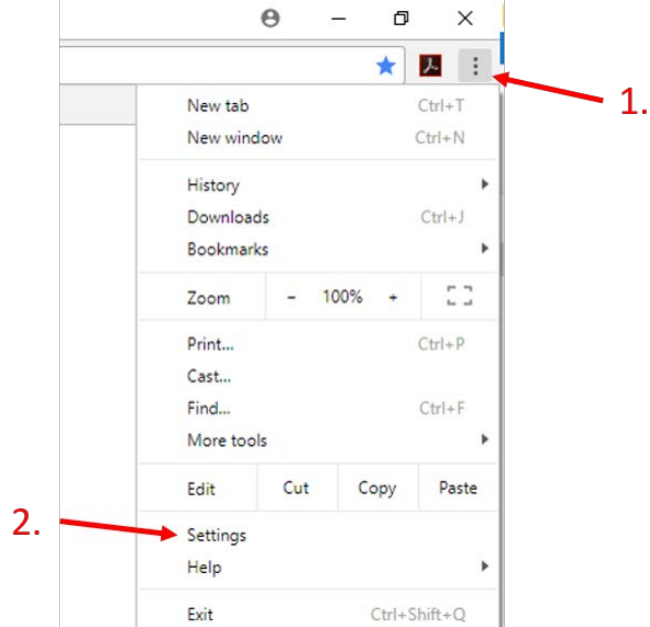 1.
New tab Ctrl+T
New window Ctrl+N
History
Downloads Ctrl+J
Bookmarks
Zoom - 100% +
Print... Ctrl+P
Cast...
Find... Ctrl+F
More tools
Edit Cut Copy Paste
2. Settings
Help
Exit Ctrl+Shift+Q